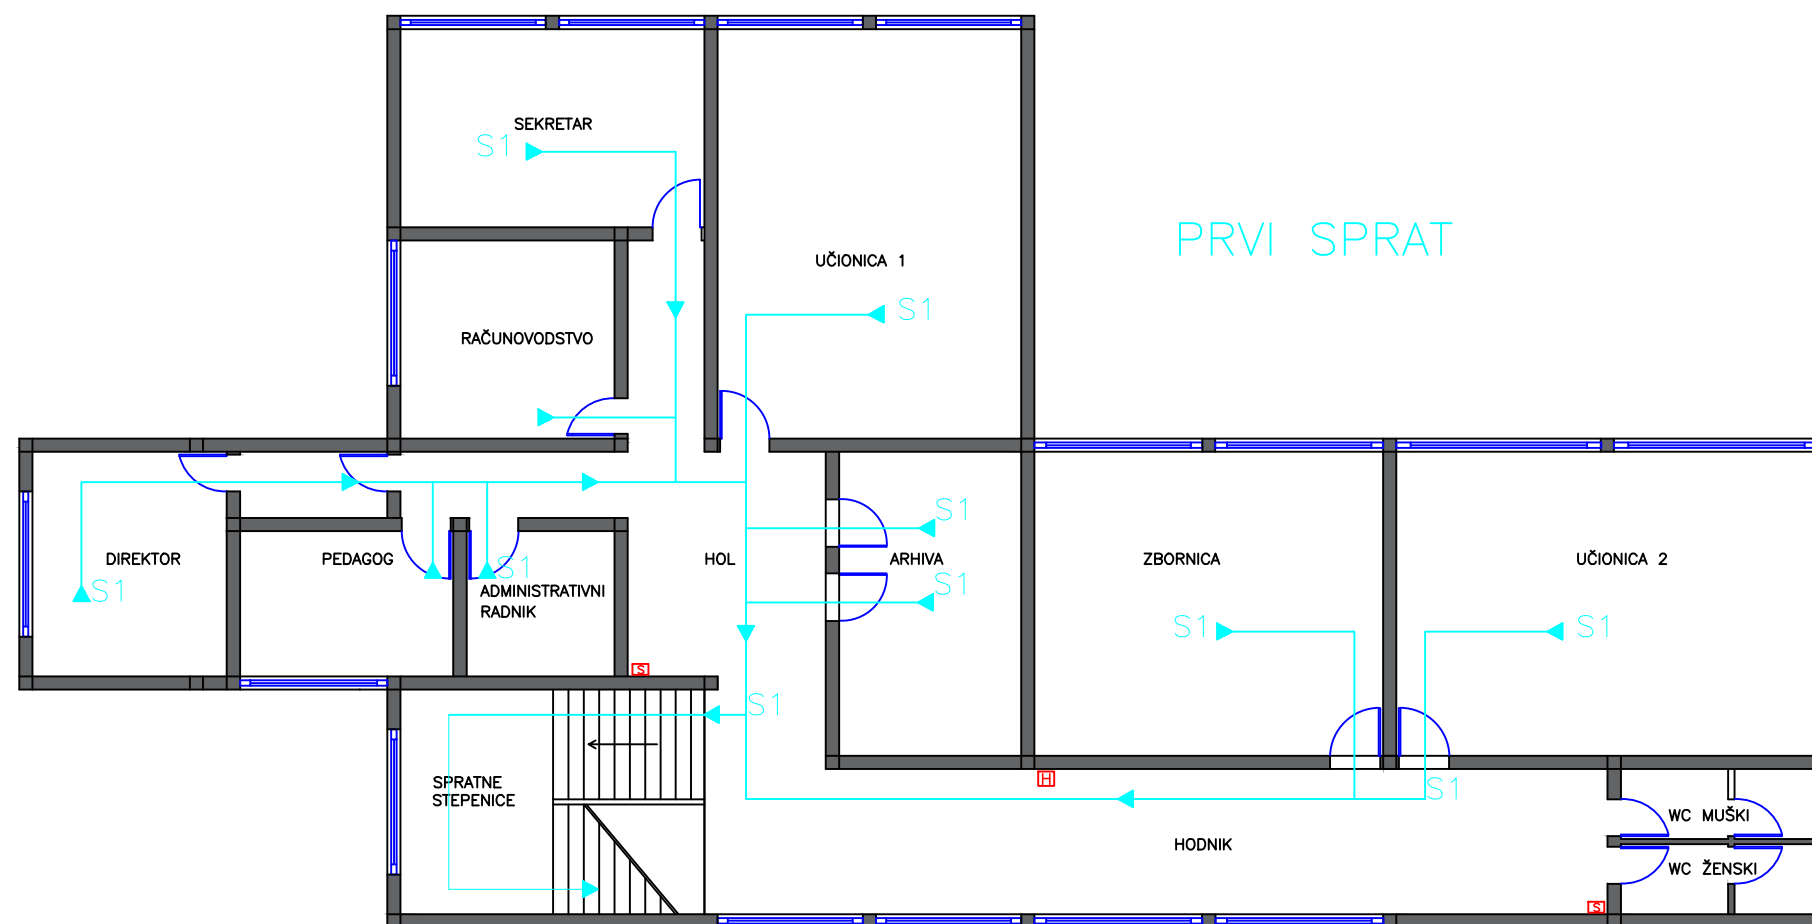 SEKRETAR
S1
PRVI SPRAT
UČIONICA 1
S1
RAČUNOVODSTVO
S1
DIREKTOR
PEDAGOG
S1
HOL
ARHIVA
ZBORNICA
UČIONICA 2
S1
S1
ADMINISTRATIVNI
RADNIK
S1
S1
S
S1
H
SPRATNE
STEPENICE
S1
WC MUŠKI
HODNIK
WC ŽENSKI
S